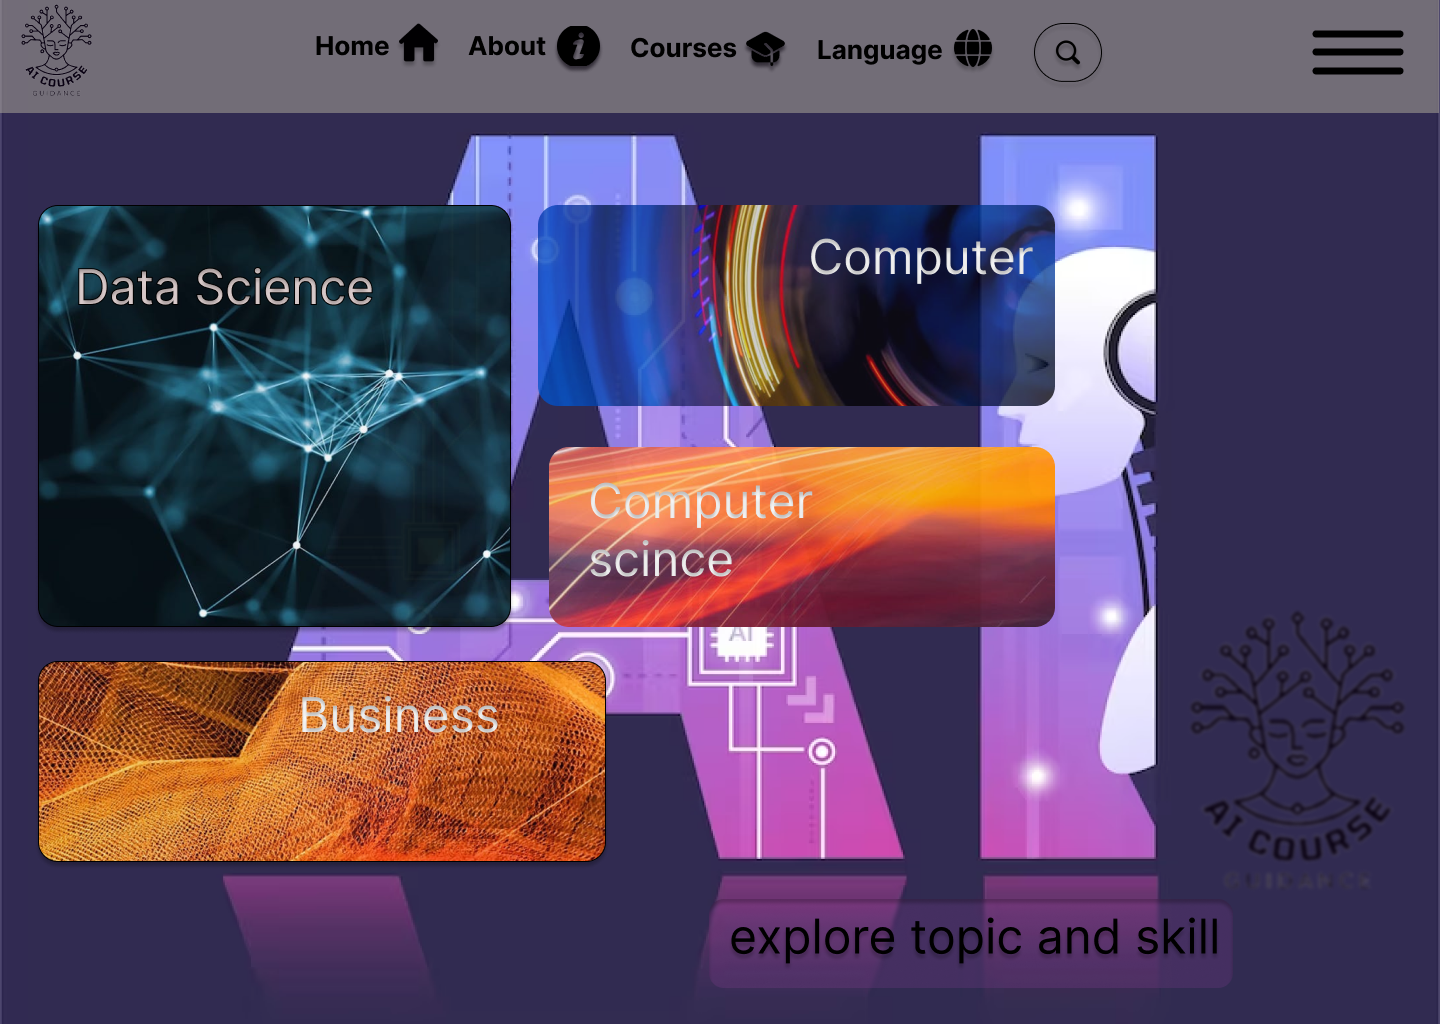 AI COURSE
GUIDANCE
Home
About
i
Courses
Language
Data Science
Computer
Computer
scince
AI
Business
AI COURSE
GUIDANCE
explore topic and skill